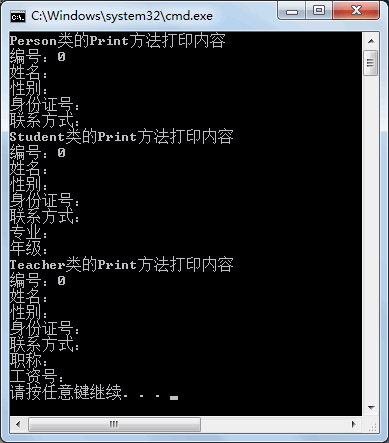 C:\Windows\system32\cmd.exe
Person类的Print方法打印内容
编号：0
姓名：
性别：
身份证号：
联系方式：
Student类的Print方法打印内容
编号：0
姓名：
性别：
身份证号：
联系方式：
专业：
年级：
Teacher类的Print方法打印内容
编号：0
姓名：
性别：
身份证号：
联系方式：
职称：
工资号：
请按任意键继续. . .